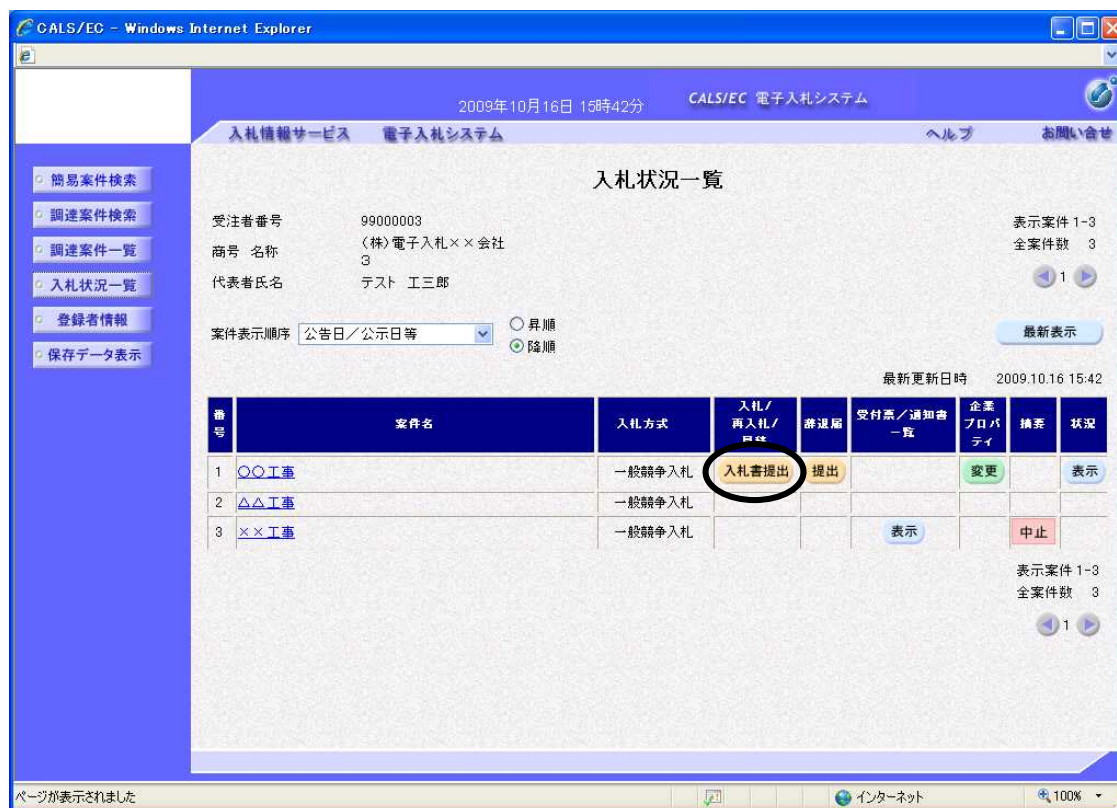 CALS/EC - Windows Internet Explorer
2009年10月16日 15時42分 CALS/EC 電子入札システム
入札情報サービス 電子入札システム ヘルプ お問い合せ
簡易案件検索
調達案件検索
調達案件一覧
入札状況一覧
登録者情報
保存データ表示
入札状況一覧
受注者番号 99000003
商号 名称 (株)電子入札××会社
3
代表者氏名 テスト 工三郎
表示案件 1-3
全案件数 3
1
案件表示順序 公告日/公示日等
昇順
降順
最新表示
最新更新日時 2009.10.16 15:42
番号 案件名 入札方式 入札/再入札/ 辞退届 受付票/通知書一覧 企業プロパティ 摘要 状況
1 〇〇工事 一般競争入札 入札書提出 提出 変更 表示
2 △△工事 一般競争入札
3 ××工事 一般競争入札 表示 中止
表示案件 1-3
全案件数 3
1
ページが表示されました インターネット 100%